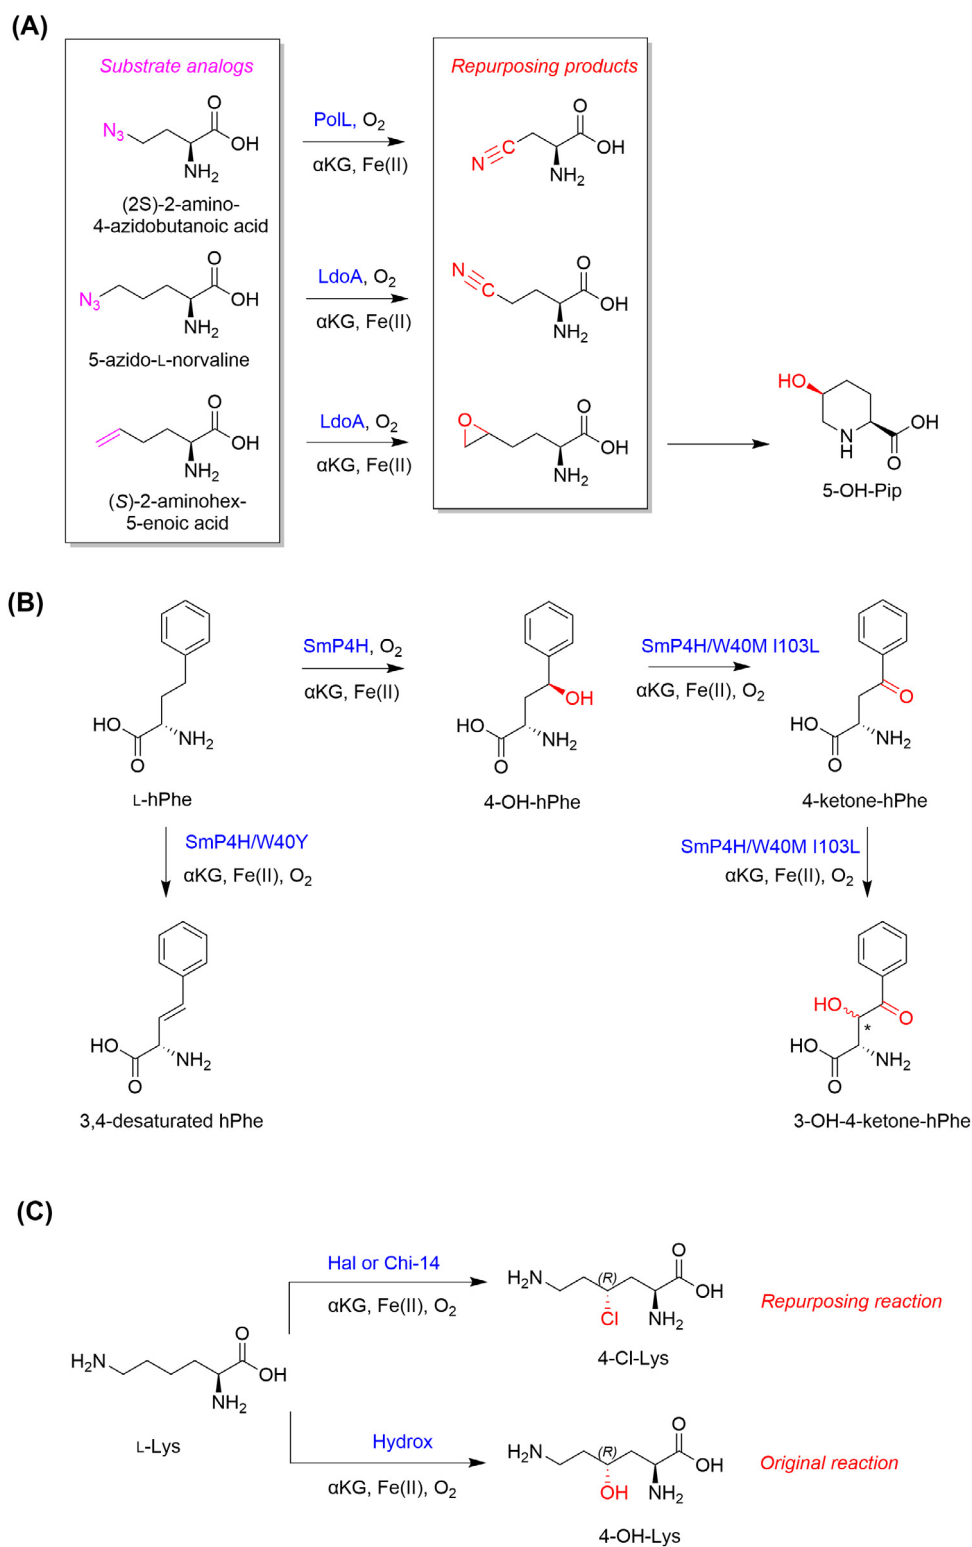 (A)
Substrate analogs
Repurposing products
N₃
O
OH
NH₂
(2S)-2-amino-
4-azidobutanoic acid
PolL, O₂
αKG, Fe(II)
N
C
O
OH
NH₂
N₃
O
OH
NH₂
5-azido-L-norvaline
LdoA, O₂
αKG, Fe(II)
N
C
O
OH
NH₂
O
OH
NH₂
(S)-2-aminohex-
5-enoic acid
LdoA, O₂
αKG, Fe(II)
O
O
OH
NH₂
HO
N
H
OH
O
5-OH-Pip
(B)
HO
O
NH₂
L-hPhe
SmP4H, O₂
αKG, Fe(II)
OH
HO
O
NH₂
4-OH-hPhe
SmP4H/W40M I103L
αKG, Fe(II), O₂
O
HO
O
NH₂
4-ketone-hPhe
SmP4H/W40Y
αKG, Fe(II), O₂
SmP4H/W40M I103L
αKG, Fe(II), O₂
HO
O
NH₂
3,4-desaturated hPhe
HO
O
*
HO
O
NH₂
3-OH-4-ketone-hPhe
(C)
H₂N
O
OH
NH₂
L-Lys
Hal or Chi-14
αKG, Fe(II), O₂
H₂N
(R)
Cl
O
OH
NH₂
4-Cl-Lys
Repurposing reaction
Hydrox
αKG, Fe(II), O₂
H₂N
(R)
OH
O
OH
NH₂
4-OH-Lys
Original reaction